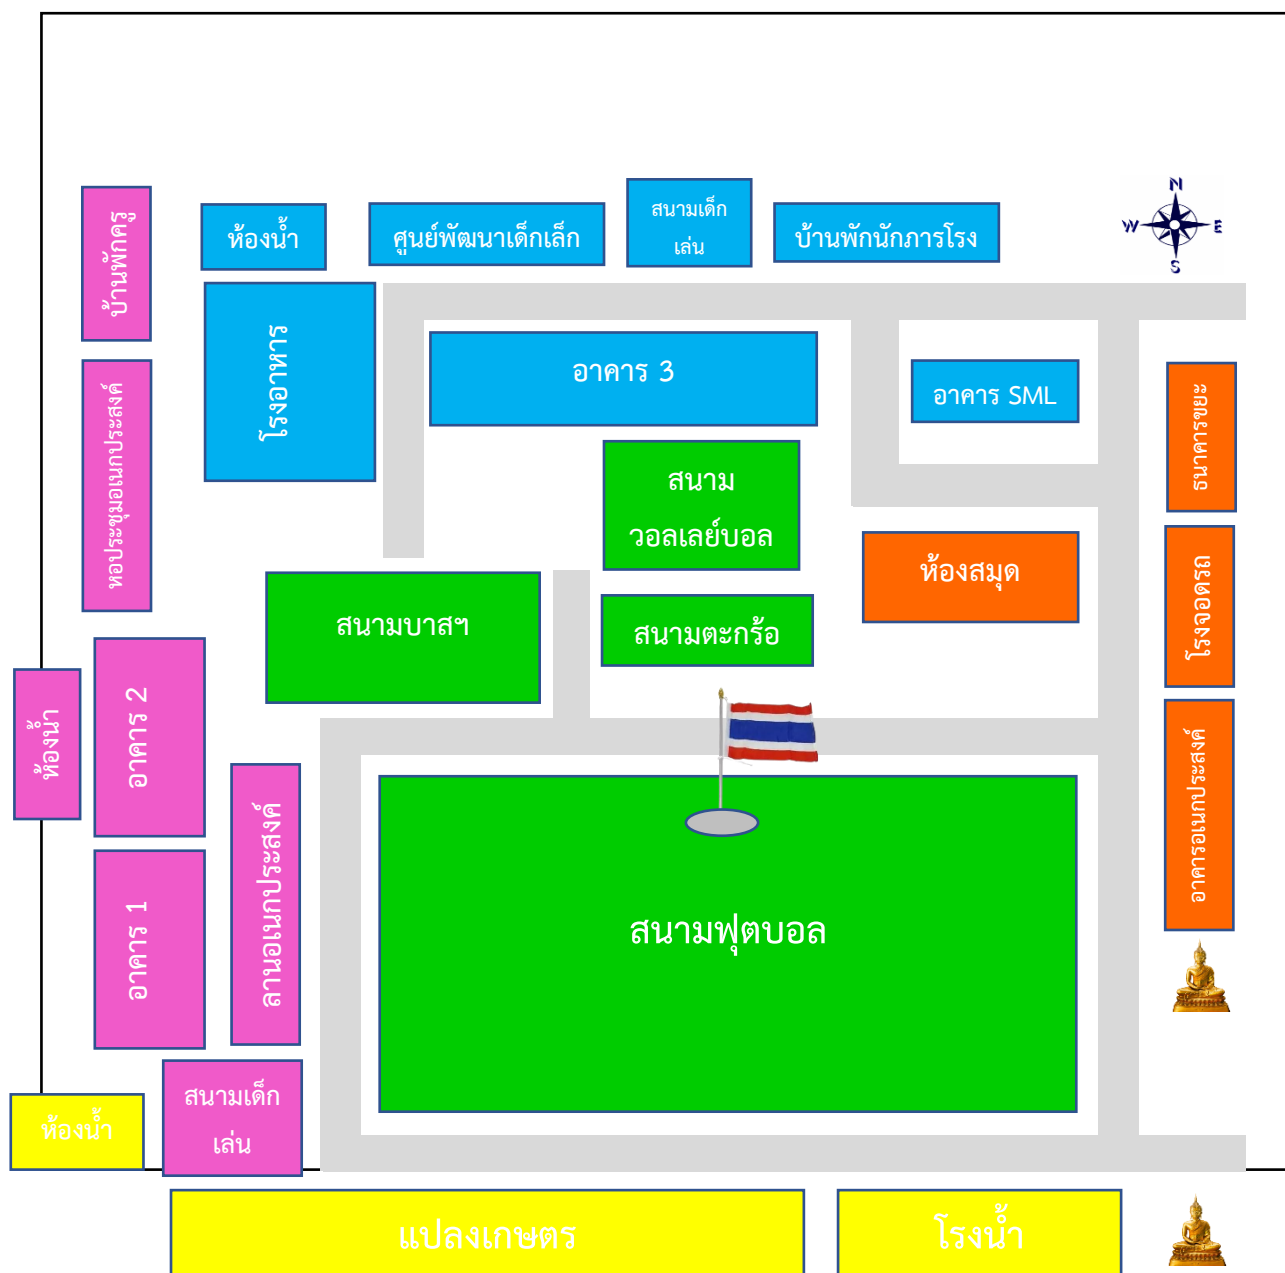 N
W
E
S
บ้านพักครู
ห้องน้ำ
ศูนย์พัฒนาเด็กเล็ก
สนามเด็ก
เล่น
บ้านพักนักภารโรง
โรงอาหาร
อาคาร 3
อาคาร SML
ธนาคารขยะ
หอประชุมอเนกประสงค์
สนาม
วอลเลย์บอล
ห้องสมุด
โรงจอดรถ
สนามบาสฯ
สนามตะกร้อ
ห้องน้ำ
อาคาร 2
ลานอเนกประสงค์
อาคารอเนกประสงค์
อาคาร 1
สนามฟุตบอล
ห้องน้ำ
สนามเด็ก
เล่น
แปลงเกษตร
โรงน้ำ